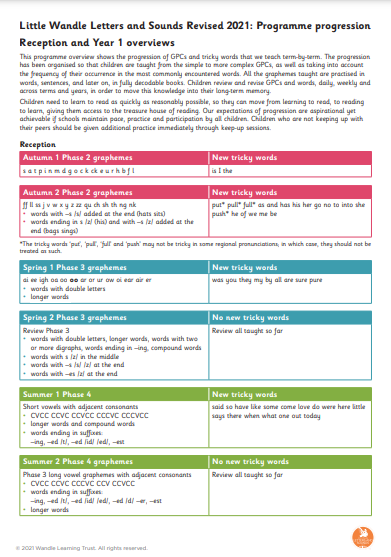 Little Wandle Letters and Sounds Revised 2021: Programme progression
Reception and Year 1 overviews
This programme overview shows the progression of GPCs and tricky words that we teach term-by-term. The progression
has been organised so that children are taught from the simple to more complex GPCs, as well as taking into account
the frequency of their occurrence in the most commonly encountered words. All the graphemes taught are practised in
words, sentences, and later on, in fully decodable books. Children review and revise GPCs and words, daily, weekly and
across terms and years, in order to move this knowledge into their long-term memory.
Children need to learn to read as quickly as reasonably possible, so they can move from learning to read, to reading
to learn, giving them access to the treasure house of reading. Our expectations of progression are aspirational yet
achievable if schools maintain pace, practice and participation by all children. Children who are not keeping up with
their peers should be given additional practice immediately through keep-up sessions.
Reception
Autumn 1 Phase 2 graphemes New tricky words
s a t p i n m d g o c k ck e u r h b f l is I the
Autumn 2 Phase 2 graphemes New tricky words
ff ll ss j v w x y z zz qu ch sh th ng nk put* pull* full* as and has his her go no to into she
• words with –s /s/ added at the end (hats sits) push* he of we me be
• words ending in s /z/ (his) and with –s /z/ added at the
end (bags sings)
*The tricky words 'put', 'pull', 'full' and 'push' may not be tricky in some regional pronunciations; in which case, they should not be
treated as such.
Spring 1 Phase 3 graphemes New tricky words
ai ee igh oa oo oo ar or ur ow oi ear air er was you they my by all are sure pure
• words with double letters
• longer words
Spring 2 Phase 3 graphemes No new tricky words
Review Phase 3 Review all taught so far
• words with double letters, longer words, words with two
or more digraphs, words ending in –ing, compound words
• words with s /z/ in the middle
• words with –s /s/ /z/ at the end
• words with –es /z/ at the end
Summer 1 Phase 4 New tricky words
Short vowels with adjacent consonants said so have like some come love do were here little
• CVCC CCVC CCVCC CCCVC CCCVCC says there when what one out today
• longer words and compound words
• words ending in suffixes:
–ing, –ed /t/, –ed /id/ /ed/, –est
Summer 2 Phase 4 graphemes No new tricky words
Phase 3 long vowel graphemes with adjacent consonants Review all taught so far
• CVCC CCVC CCCVC CCV CCVCC
• words ending in suffixes:
–ing, –ed /t/, –ed /id/ /ed/, –ed /d/ –er, –est
• longer words
© 2021 Wandle Learning Trust. All rights reserved.